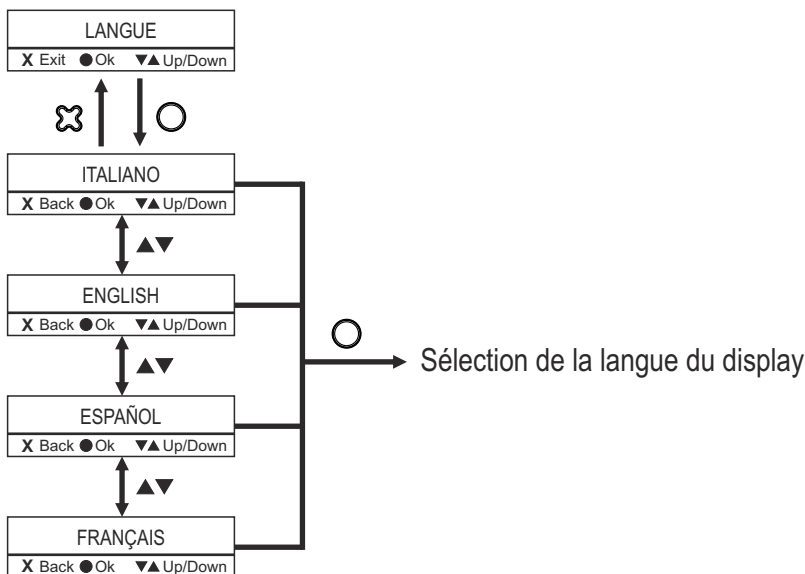 LANGUE
X Exit ●Ok ▼▲Up/Down
ITALIANO
X Back ●Ok ▼▲Up/Down
▲▼
ENGLISH
X Back ●Ok ▼▲Up/Down
Sélection de la langue du display
▲▼
ESPAÑOL
X Back ●Ok ▼▲Up/Down
▲▼
FRANÇAIS
X Back ●Ok ▼▲Up/Down